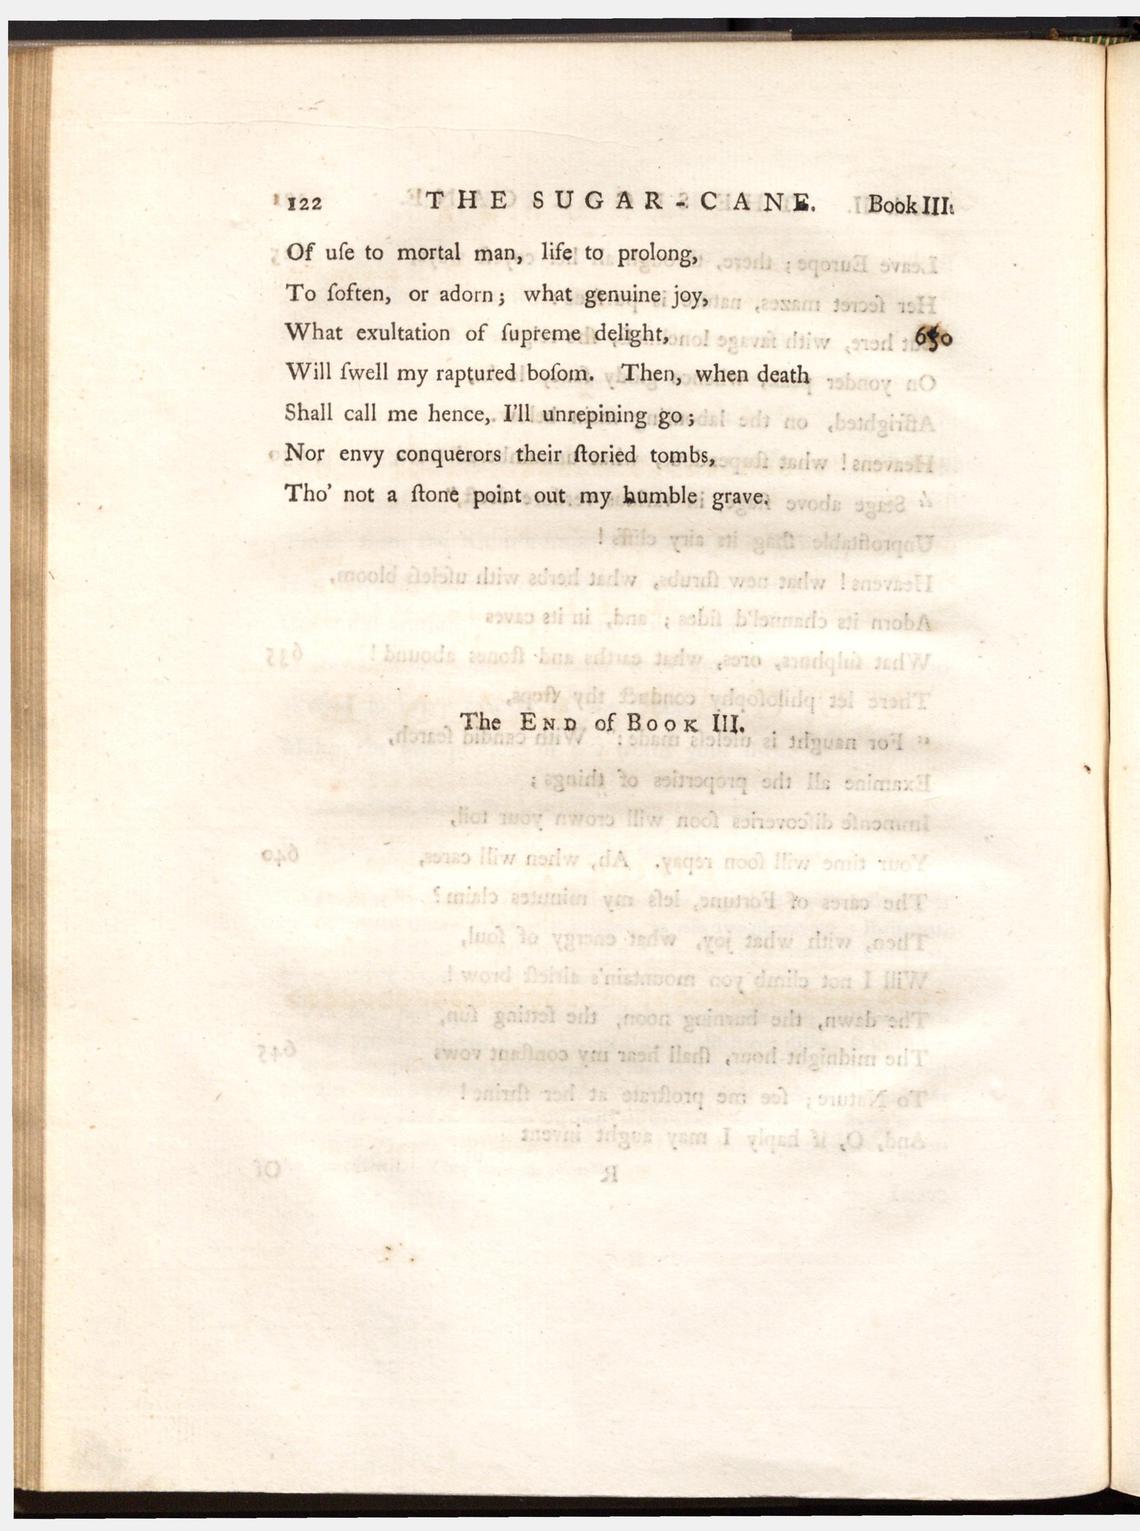 122 THE SUGAR-CANE. Book III.
Of uſe to mortal man, life to prolong,
To ſoften, or adorn; what genuine joy,
What exultation of ſupreme delight, 650
Will ſwell my raptured boſom. Then, when death
Shall call me hence, I'll unrepining go;
Nor envy conquerors their ſtoried tombs,
Tho' not a ſtone point out my humble grave.
The END of BOOK III.